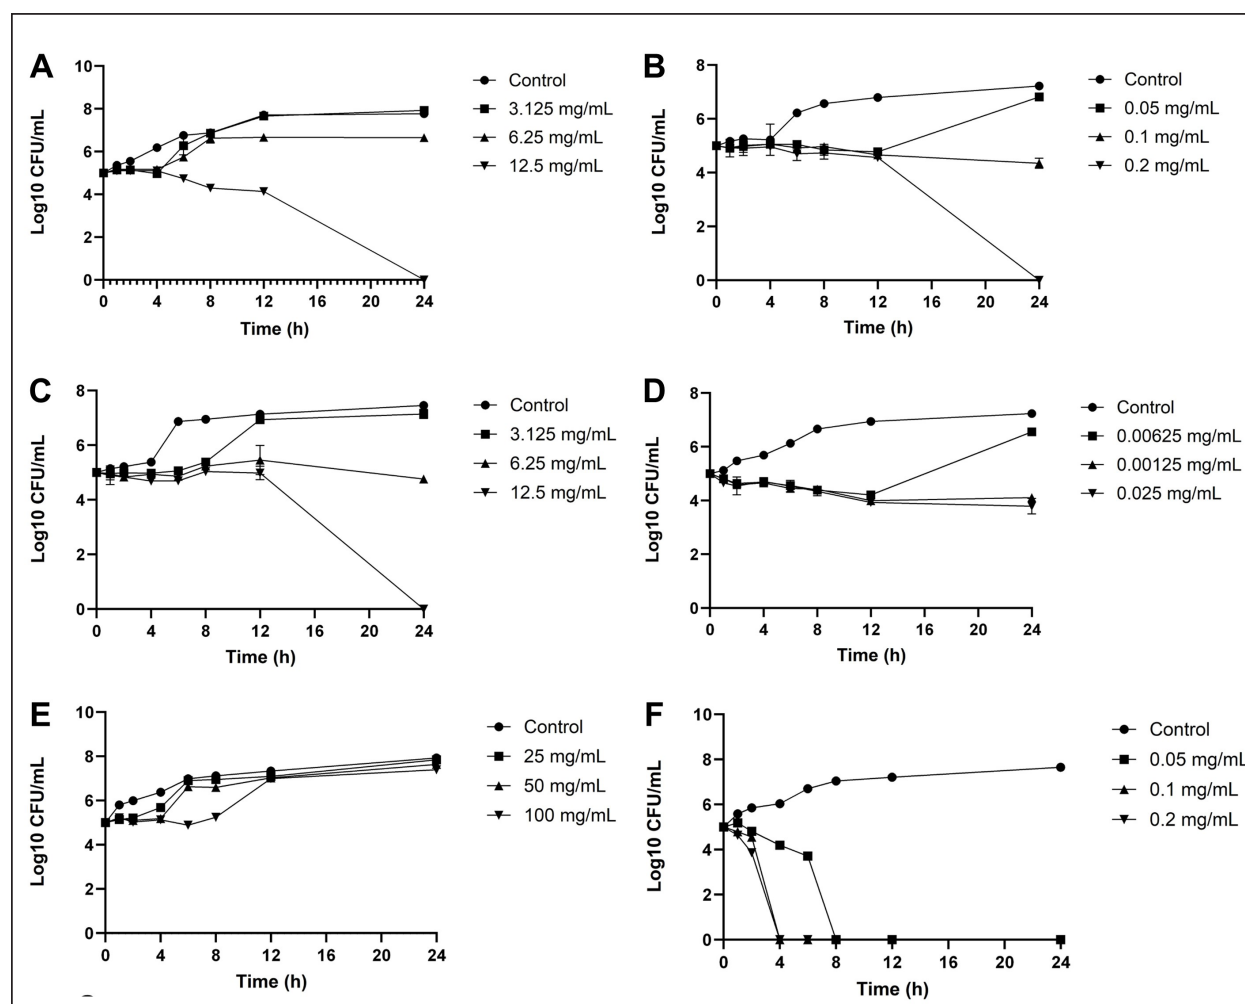 A
Log10 CFU/mL
10
8
6
4
2
0
0 4 8 12 16 20 24
Time (h)
Control
3.125 mg/mL
6.25 mg/mL
12.5 mg/mL
B
Log10 CFU/mL
8
6
4
2
0
0 4 8 12 16 20 24
Time (h)
Control
0.05 mg/mL
0.1 mg/mL
0.2 mg/mL
C
Log10 CFU/mL
8
6
4
2
0
0 4 8 12 16 20 24
Time (h)
Control
3.125 mg/mL
6.25 mg/mL
12.5 mg/mL
D
Log10 CFU/mL
8
6
4
2
0
0 4 8 12 16 20 24
Time (h)
Control
0.00625 mg/mL
0.00125 mg/mL
0.025 mg/mL
E
Log10 CFU/mL
10
8
6
4
2
0
0 4 8 12 16 20 24
Time (h)
Control
25 mg/mL
50 mg/mL
100 mg/mL
F
Log10 CFU/mL
10
8
6
4
2
0
0 4 8 12 16 20 24
Time (h)
Control
0.05 mg/mL
0.1 mg/mL
0.2 mg/mL